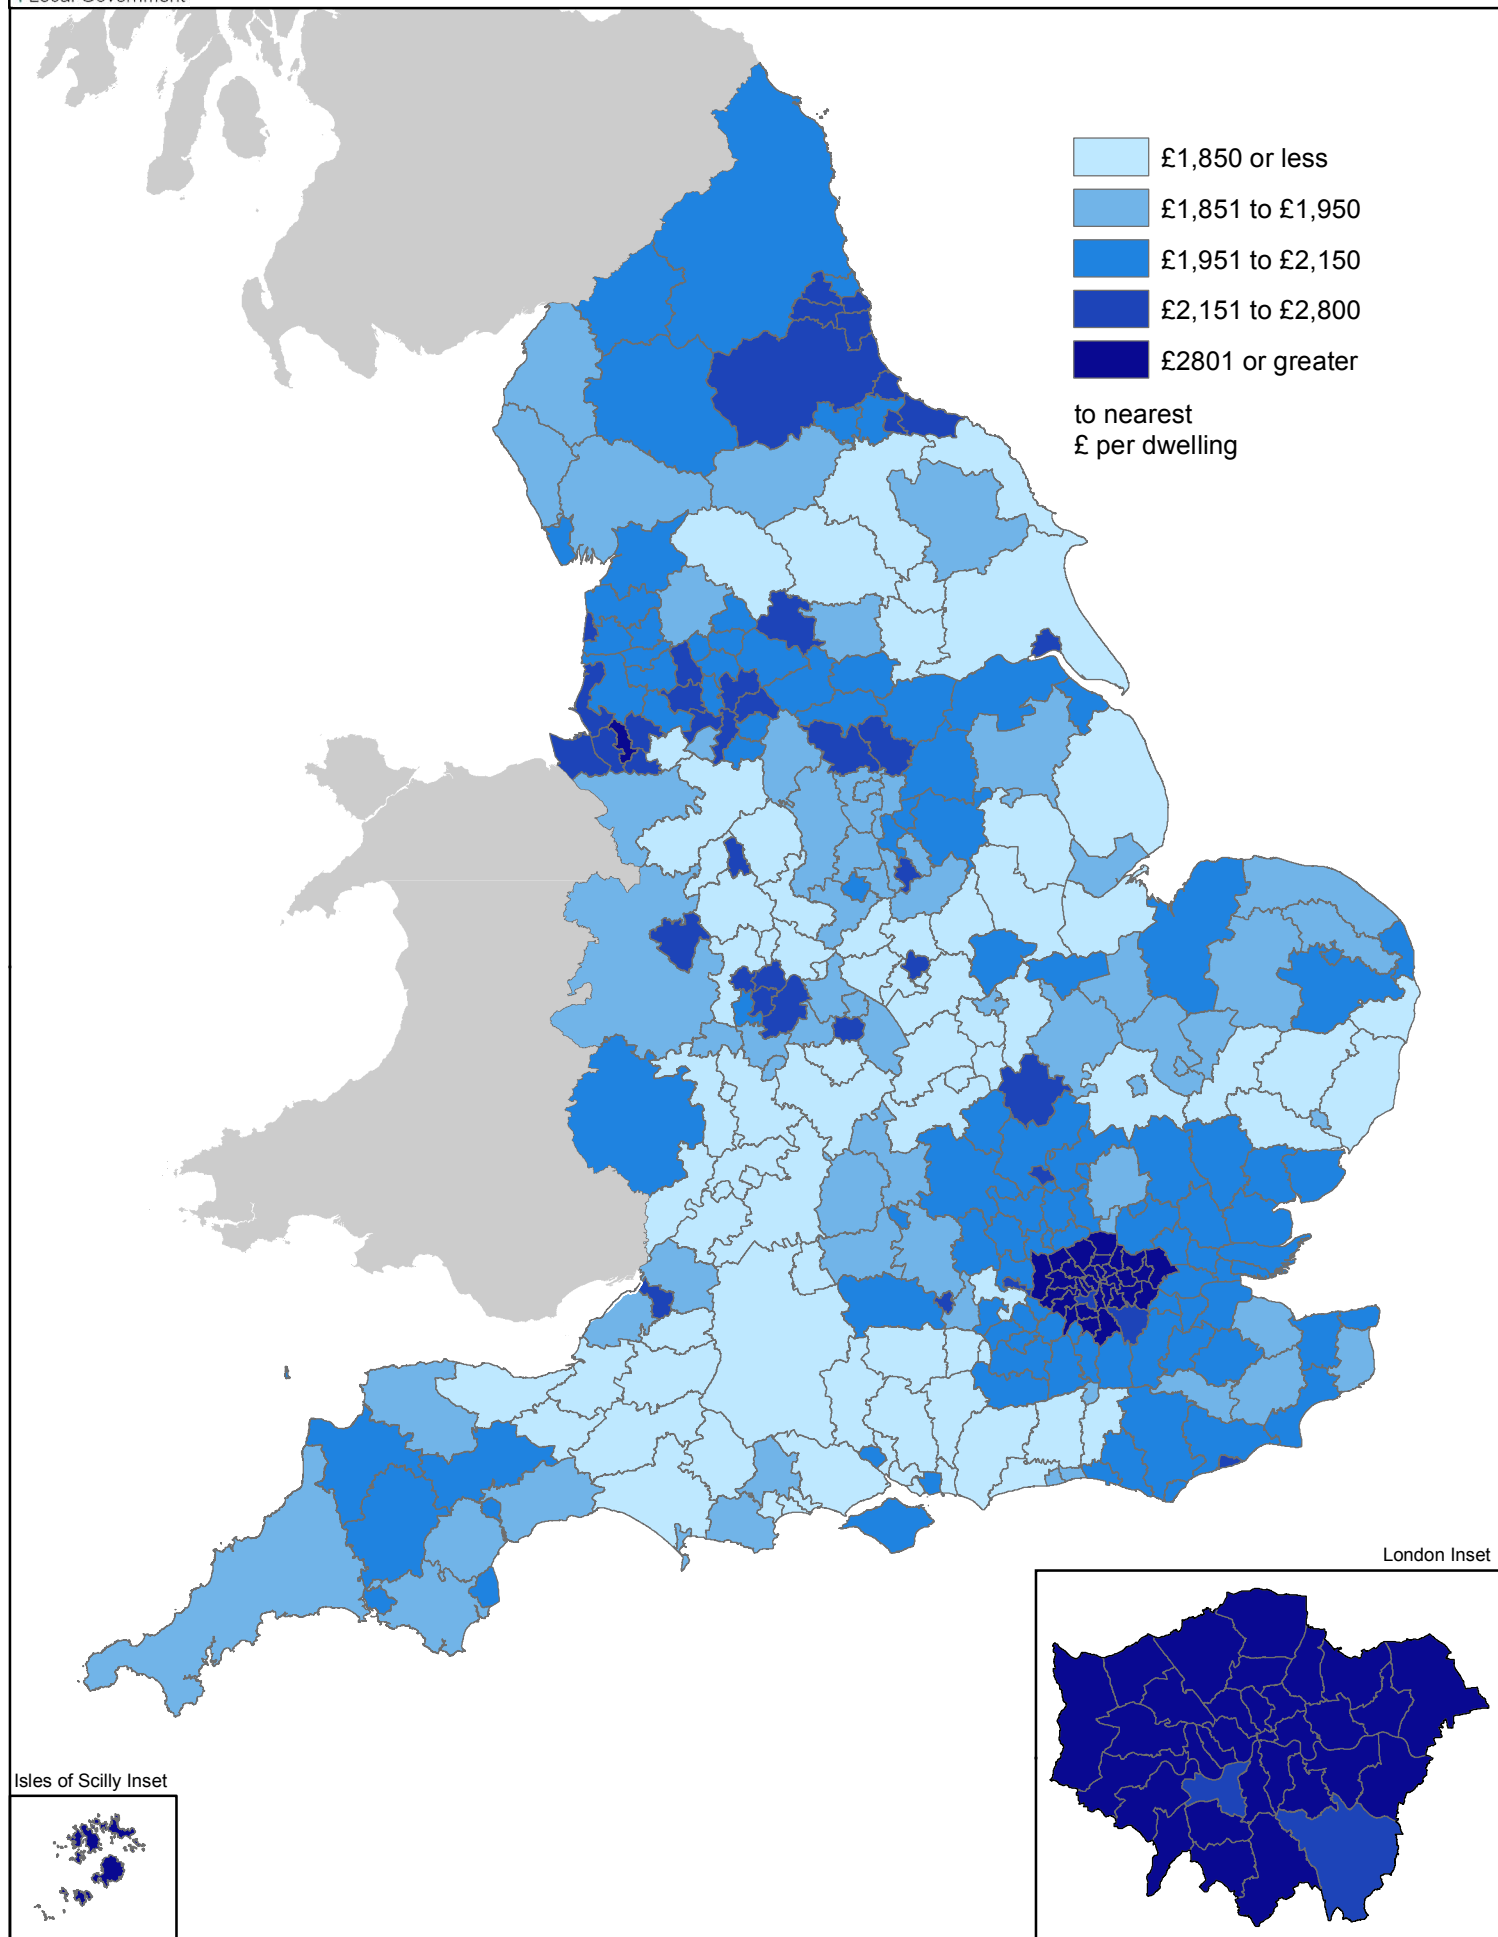 £1,850 or less
£1,851 to £1,950
£1,951 to £2,150
£2,151 to £2,800
£2801 or greater
to nearest
£ per dwelling
London Inset
Isles of Scilly Inset